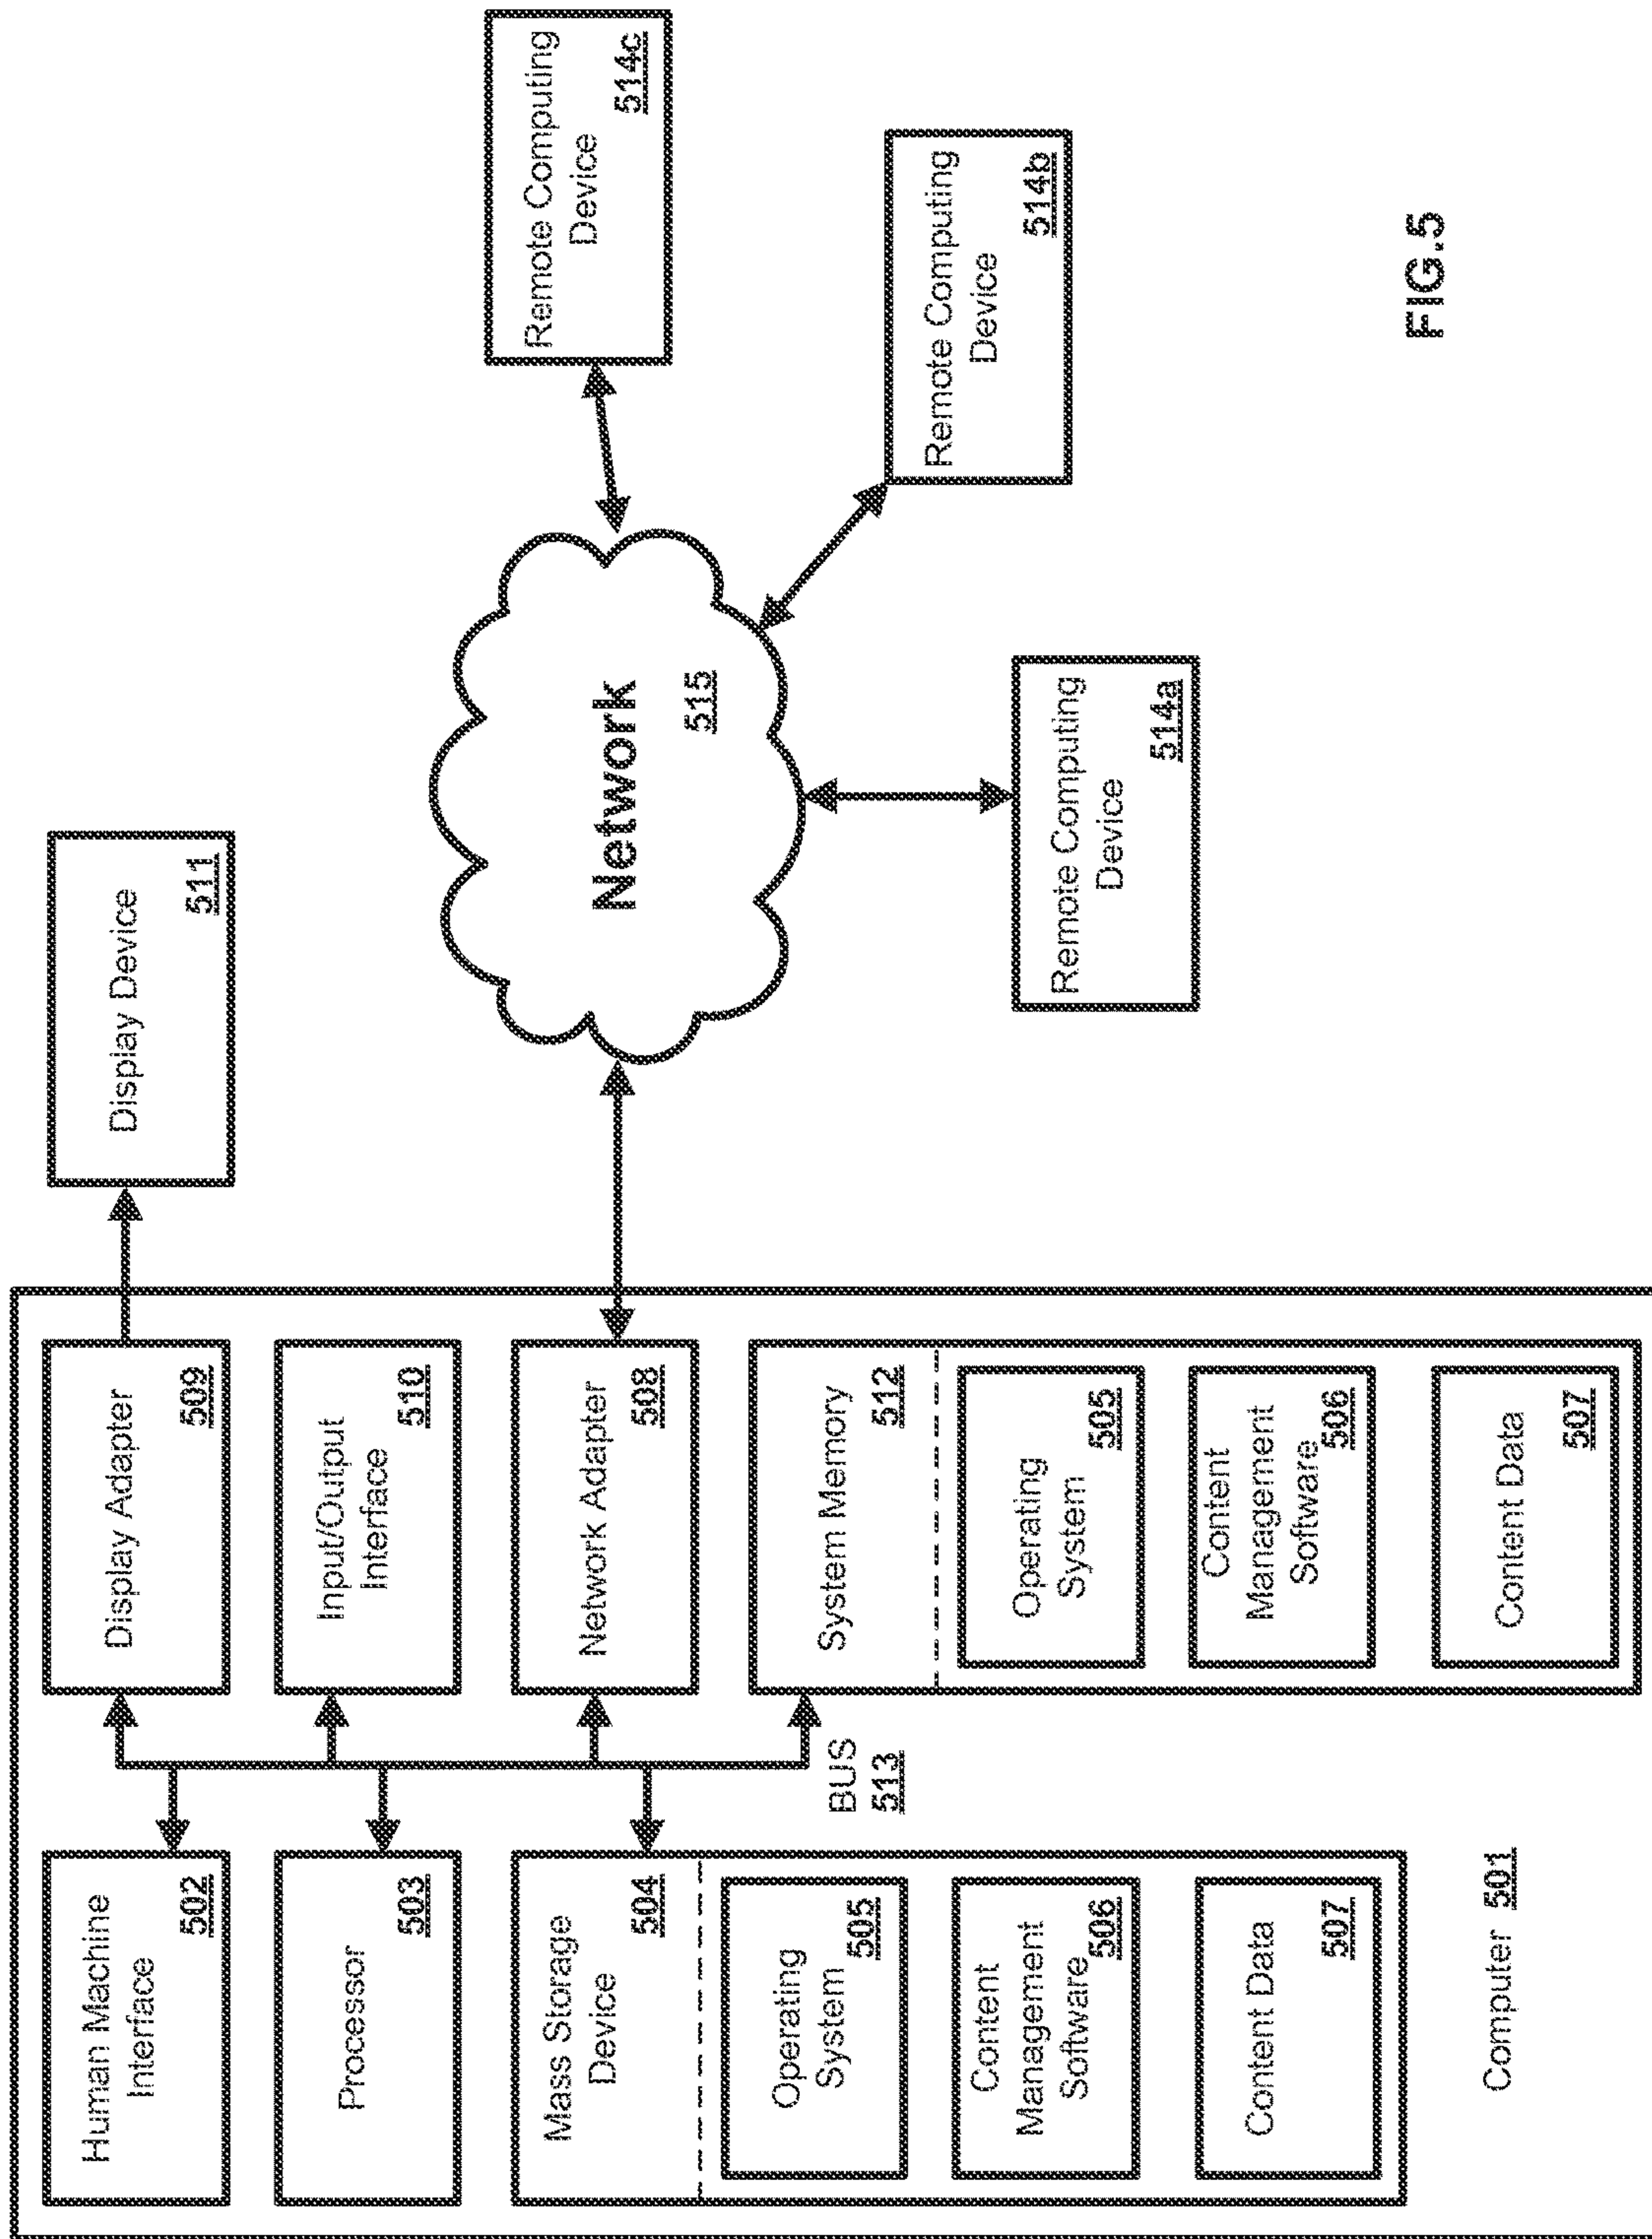 Human Machine
Interface
502
Processor
503
Mass Storage
Device
504
Operating
System
505
Content
Management
Software
506
Content Data
507
Computer 501
BUS
513
Display Adapter
509
Input/Output
Interface
510
Network Adapter
508
System Memory
512
Operating
System
505
Content
Management
Software
506
Content Data
507
Display Device
511
Network
515
Remote Computing
Device
514a
Remote Computing
Device
514b
Remote Computing
Device
514c
FIG.5